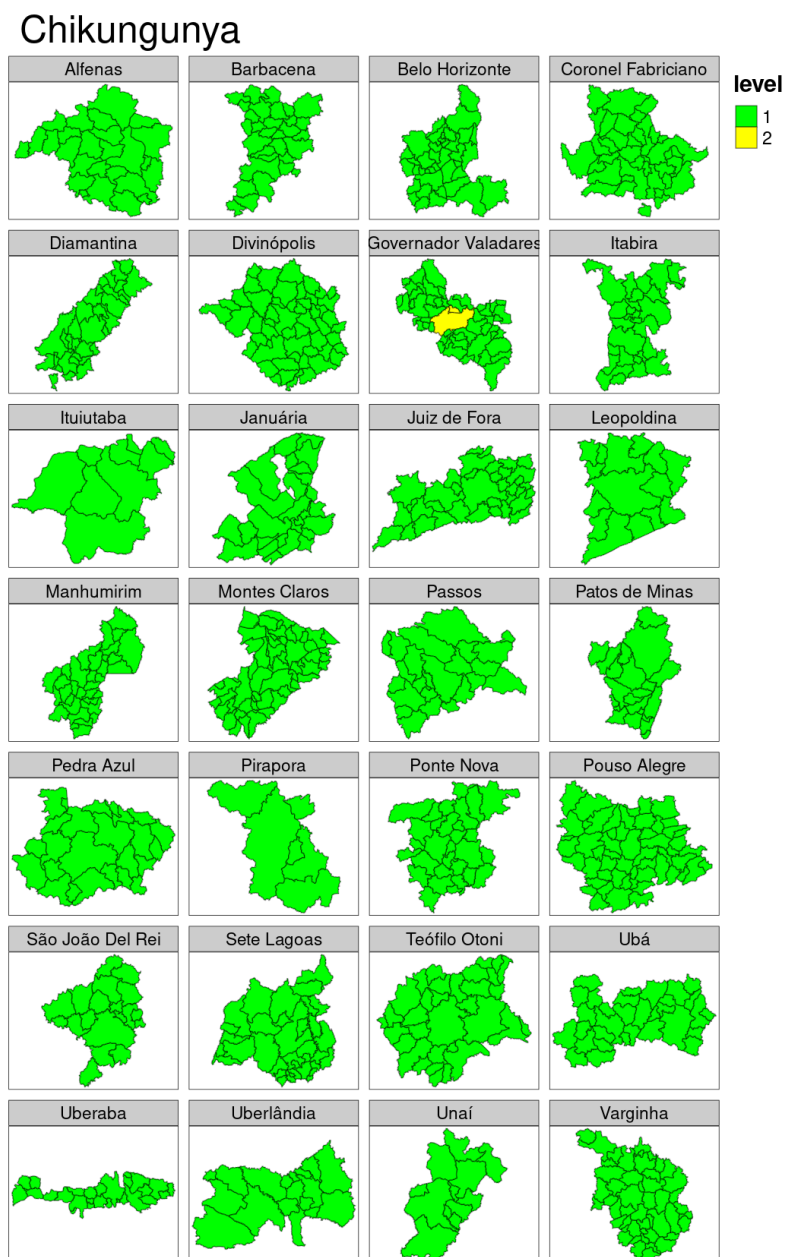 Chikungunya
Alfenas
Barbacena
Belo Horizonte
Coronel Fabriciano
level
1
2
Diamantina
Divinópolis
Governador Valadares
Itabira
Ituiutaba
Januária
Juiz de Fora
Leopoldina
Manhumirim
Montes Claros
Passos
Patos de Minas
Pedra Azul
Pirapora
Ponte Nova
Pouso Alegre
São João Del Rei
Sete Lagoas
Teófilo Otoni
Ubá
Uberaba
Uberlândia
Unaí
Varginha